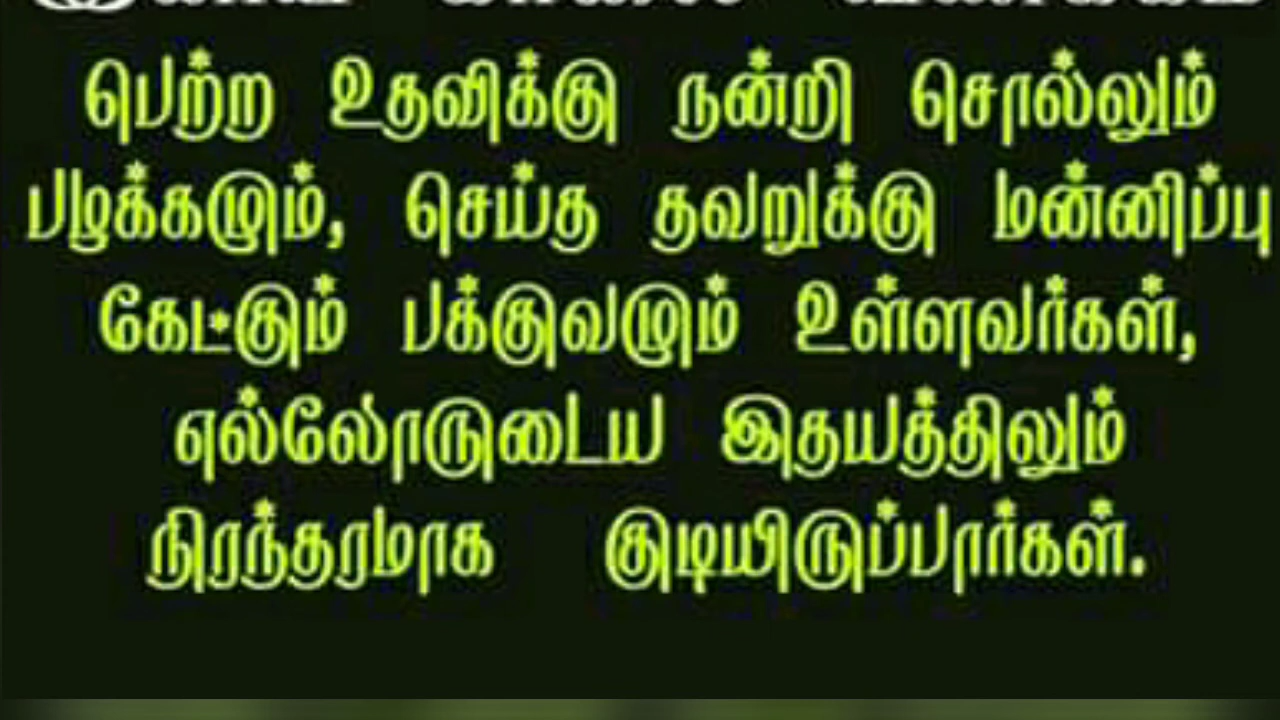 பெற்ற உதவிக்கு நன்றி சொல்லும்
பழக்கமும், செய்த தவறுக்கு மன்னிப்பு
கேட்கும் பக்குவமும் உள்ளவர்கள்,
எல்லோருடைய இதயத்திலும்
நிரந்தரமாக குடியிருப்பார்கள்.